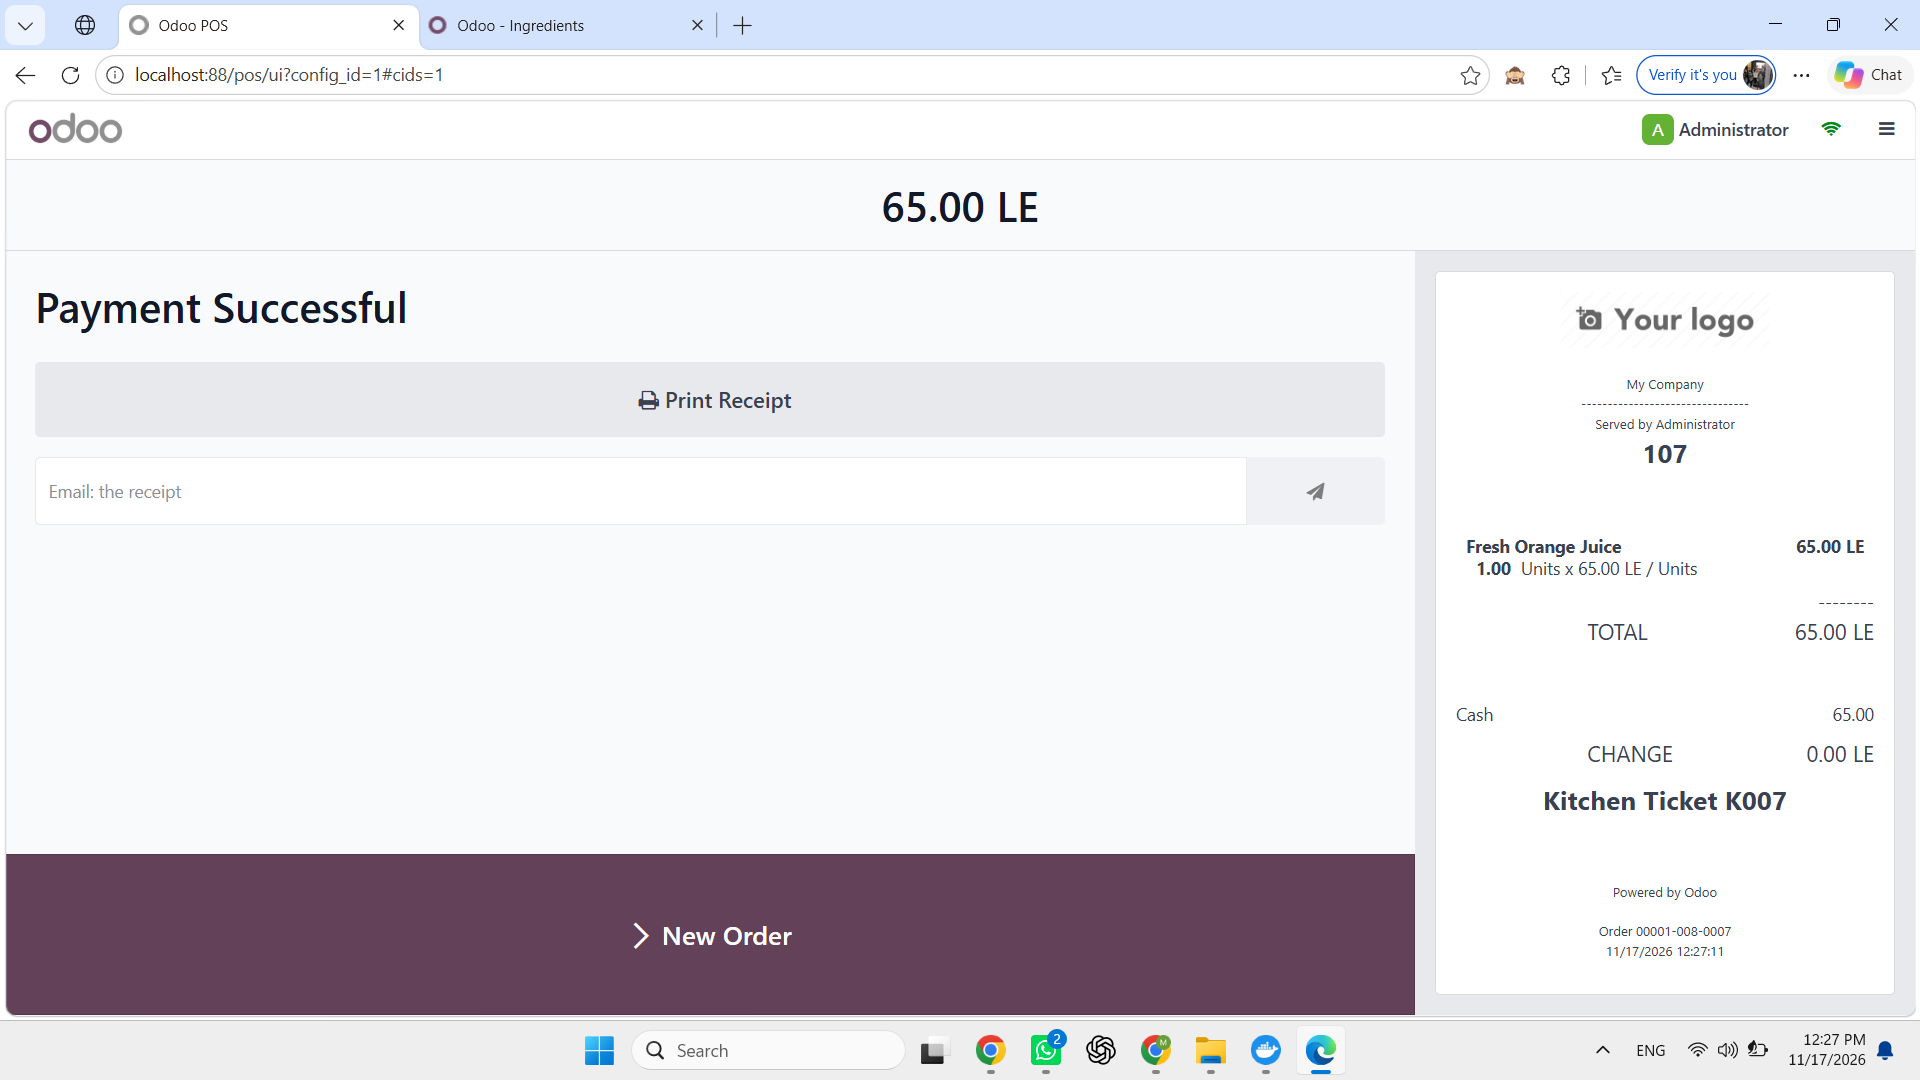 Odoo POS
Odoo - Ingredients
localhost:88/pos/ui?config_id=1#cids=1
Verify it's you
Chat
odoo
A Administrator
65.00 LE
Payment Successful
Print Receipt
Email: the receipt
New Order
Your logo
My Company
--------------------------------
Served by Administrator
107
Fresh Orange Juice 65.00 LE
1.00 Units x 65.00 LE / Units
--------
TOTAL 65.00 LE
Cash 65.00
CHANGE 0.00 LE
Kitchen Ticket K007
Powered by Odoo
Order 00001-008-0007
11/17/2026 12:27:11
Search
2
M
ENG
12:27 PM
11/17/2026